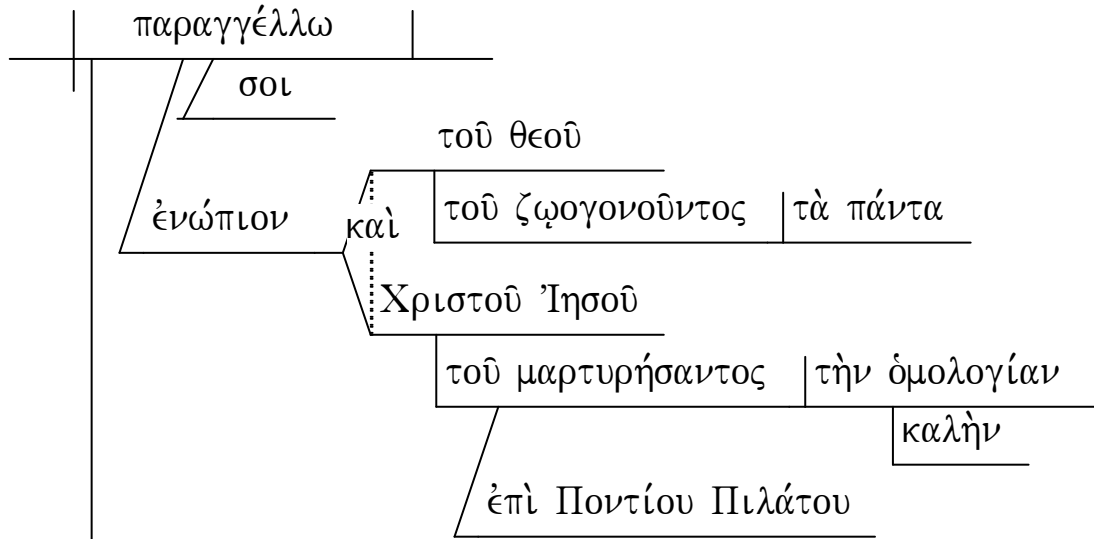 παραγγέλλω
σοι
τοῦ θεοῦ
ἐνώπιον
καὶ
τοῦ ζῳογονοῦντος τὰ πάντα
Χριστοῦ Ἰησοῦ
τοῦ μαρτυρήσαντος τὴν ὁμολογίαν
καλὴν
ἐπὶ Ποντίου Πιλάτου